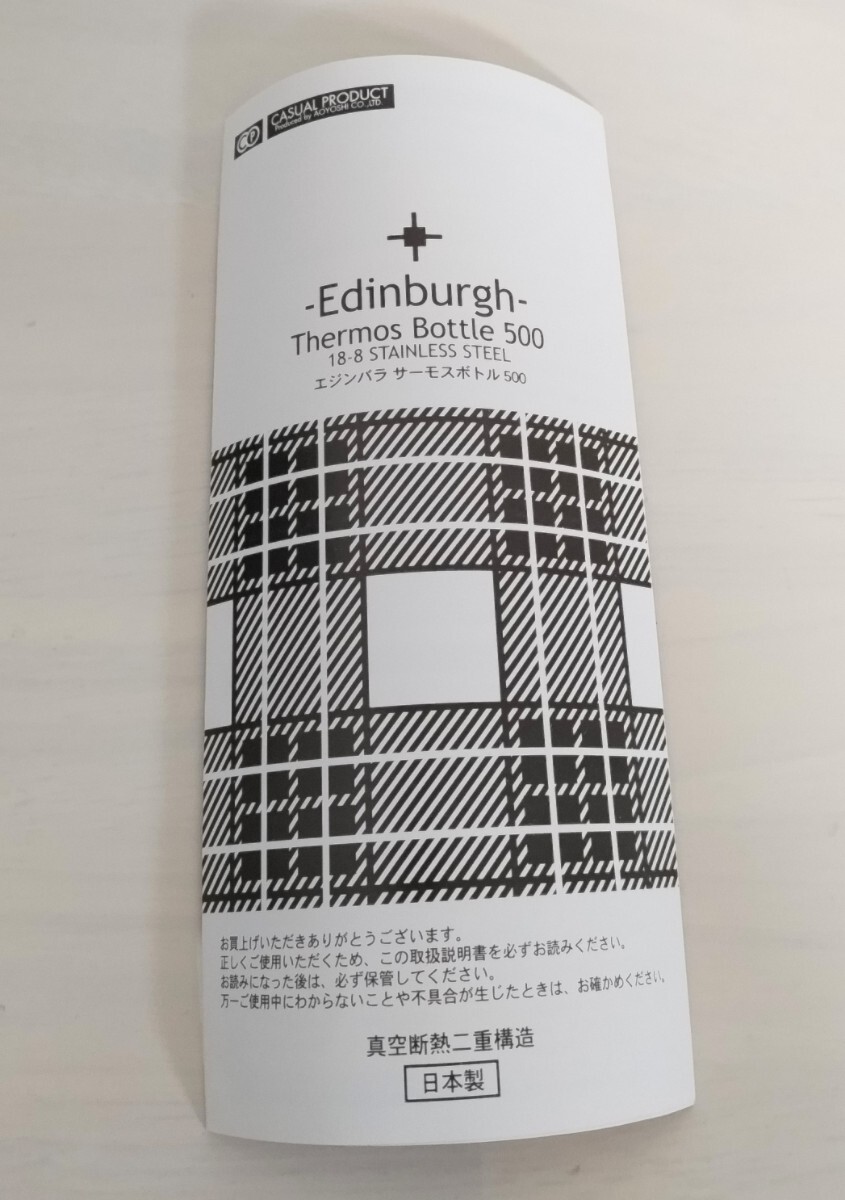 CP
CASUAL PRODUCT
Produced by AOYOSHI CO.,LTD.
-Edinburgh-
Thermos Bottle 500
18-8 STAINLESS STEEL
エジンバラ サーモスボトル 500
お買上げいただきありがとうございます。
正しくご使用いただくため、この取扱説明書を必ずお読みください。
お読みになった後は、必ず保管してください。
万一ご使用中にわからないことや不具合が生じたときは、お確かめください。
真空断熱二重構造
日本製